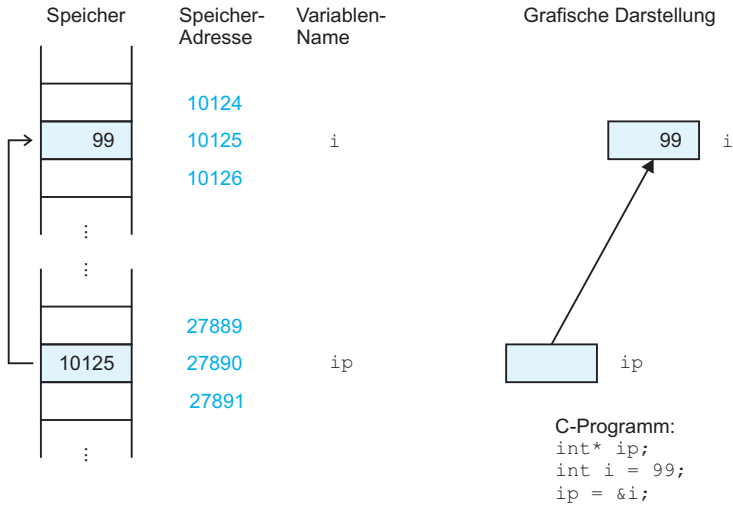 Speicher Speicher- Variablen- Grafische Darstellung
Adresse Name
10124
99 10125 i 99 i
10126
⋮
⋮
27889
10125 27890 ip ip
27891
⋮
C-Programm:
int* ip;
int i = 99;
ip = &i;